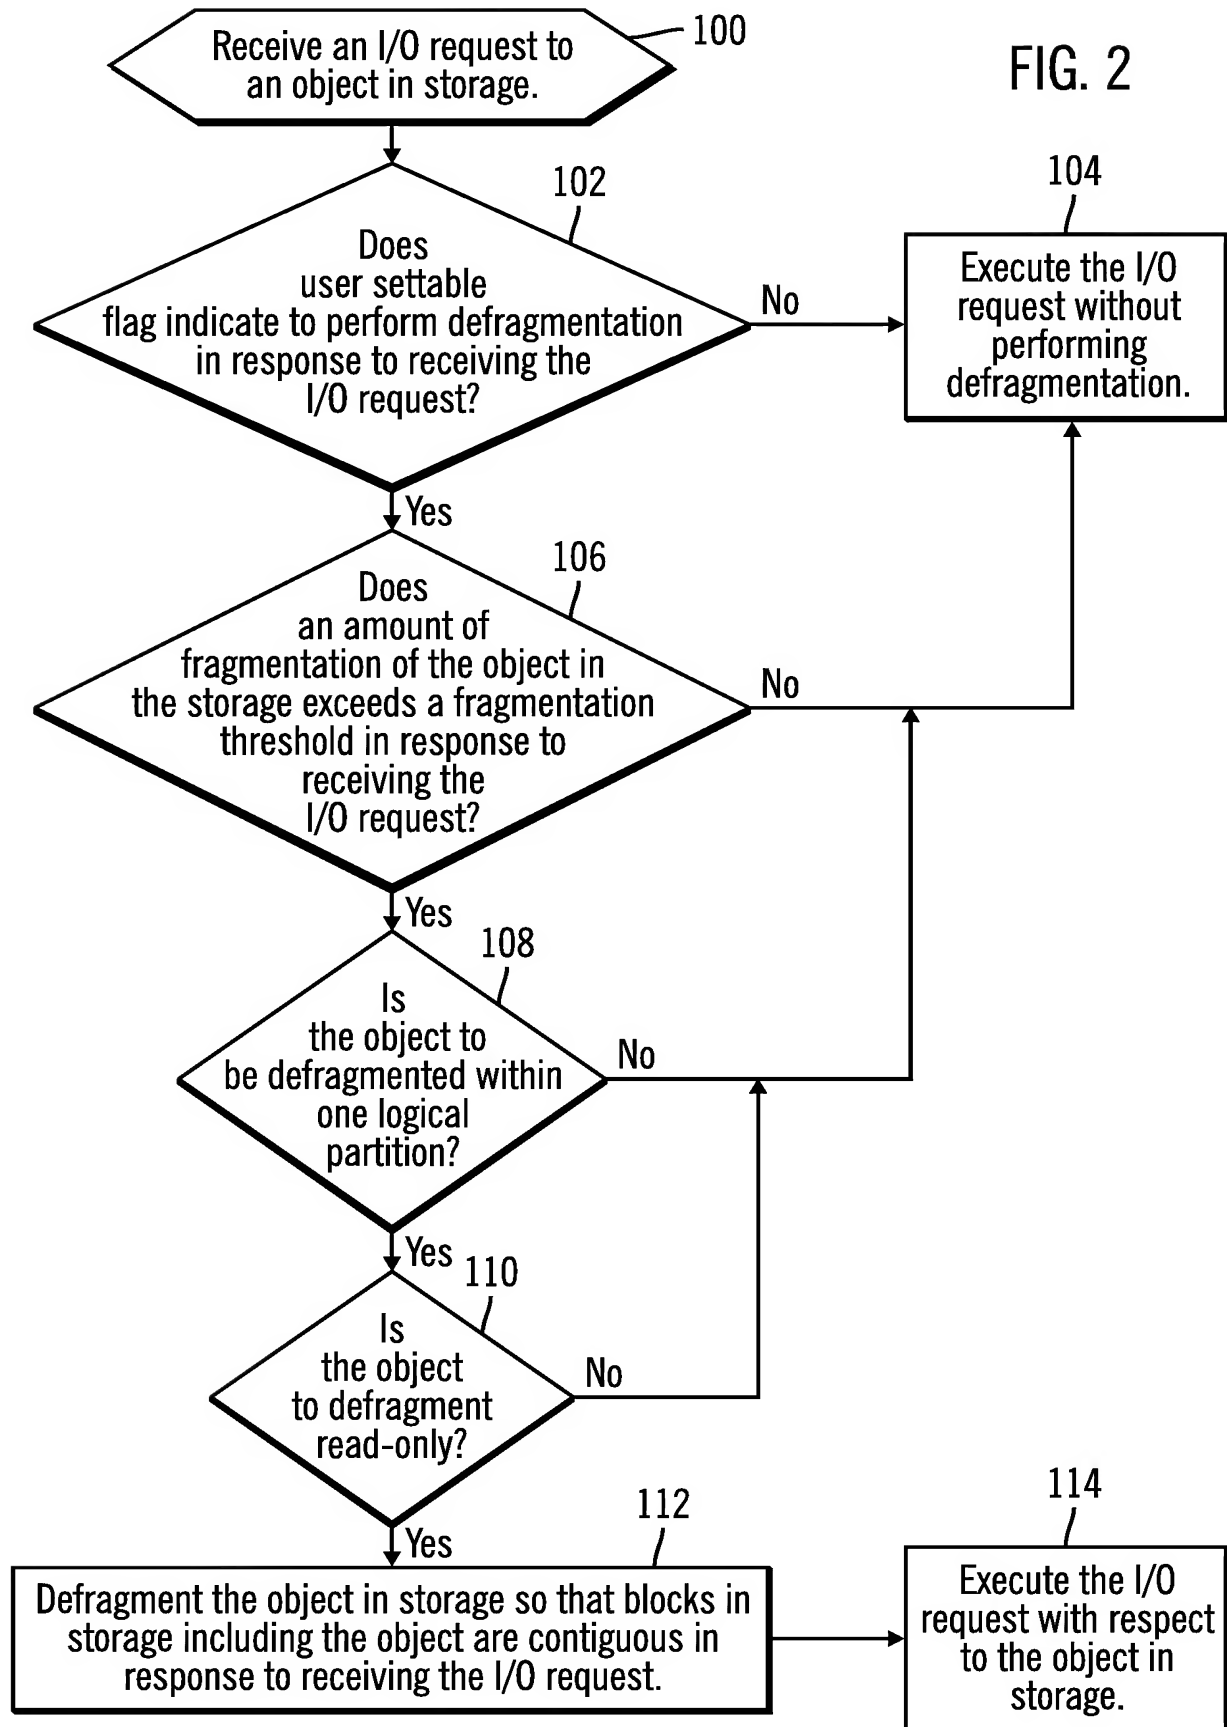 Receive an I/O request to
an object in storage.
100
FIG. 2
102
Does
user settable
flag indicate to perform defragmentation
in response to receiving the
I/O request?
No
104
Execute the I/O
request without
performing
defragmentation.
Yes
106
Does
an amount of
fragmentation of the object in
the storage exceeds a fragmentation
threshold in response to
receiving the
I/O request?
No
Yes
108
Is
the object to
be defragmented within
one logical
partition?
No
Yes
110
Is
the object
to defragment
read-only?
No
Yes
112
Defragment the object in storage so that blocks in
storage including the object are contiguous in
response to receiving the I/O request.
114
Execute the I/O
request with respect
to the object in
storage.